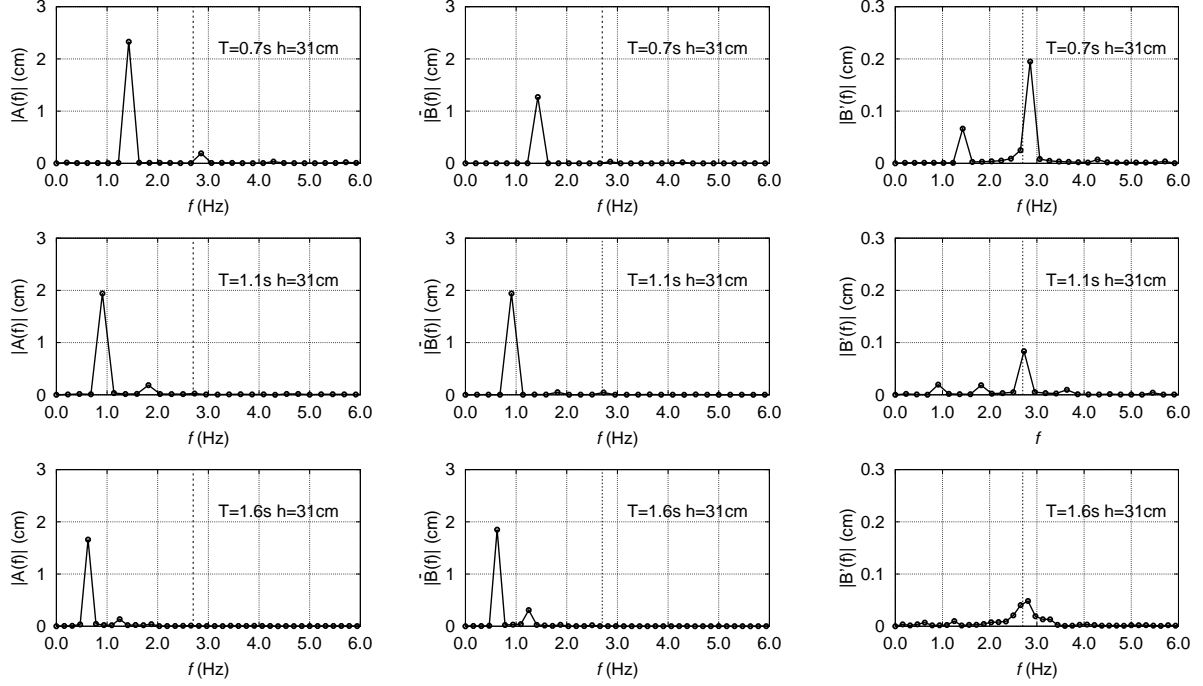 3
2
1
0
|A(f)| (cm)
T=0.7s h=31cm
0.0 1.0 2.0 3.0 4.0 5.0 6.0
f (Hz)
3
2
1
0
|B̄(f)| (cm)
T=0.7s h=31cm
0.0 1.0 2.0 3.0 4.0 5.0 6.0
f (Hz)
0.3
0.2
0.1
0
|B'(f)| (cm)
T=0.7s h=31cm
0.0 1.0 2.0 3.0 4.0 5.0 6.0
f (Hz)
3
2
1
0
|A(f)| (cm)
T=1.1s h=31cm
0.0 1.0 2.0 3.0 4.0 5.0 6.0
f (Hz)
3
2
1
0
|B̄(f)| (cm)
T=1.1s h=31cm
0.0 1.0 2.0 3.0 4.0 5.0 6.0
f (Hz)
0.3
0.2
0.1
0
|B'(f)| (cm)
T=1.1s h=31cm
0.0 1.0 2.0 3.0 4.0 5.0 6.0
f
3
2
1
0
|A(f)| (cm)
T=1.6s h=31cm
0.0 1.0 2.0 3.0 4.0 5.0 6.0
f (Hz)
3
2
1
0
|B̄(f)| (cm)
T=1.6s h=31cm
0.0 1.0 2.0 3.0 4.0 5.0 6.0
f (Hz)
0.3
0.2
0.1
0
|B'(f)| (cm)
T=1.6s h=31cm
0.0 1.0 2.0 3.0 4.0 5.0 6.0
f (Hz)